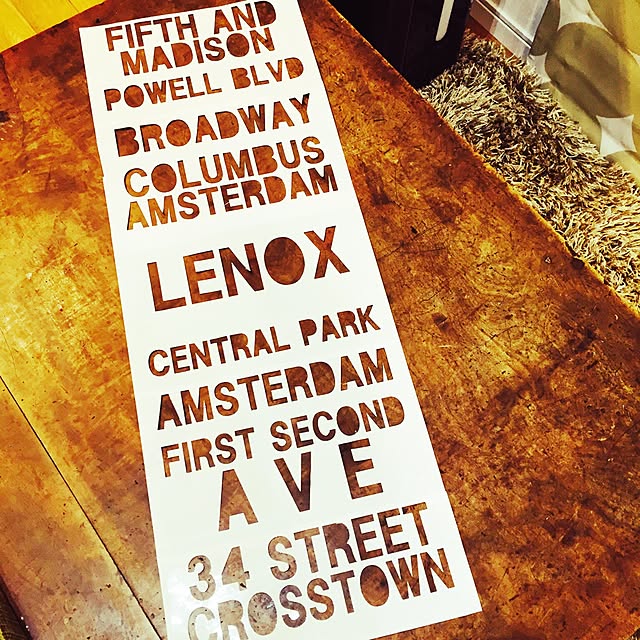 FIFTH AND
MADISON
POWELL BLVD
BROADWAY
COLUMBUS
AMSTERDAM
LENOX
CENTRAL PARK
AMSTERDAM
FIRST SECOND
AVE
34 STREET
CROSSTOWN